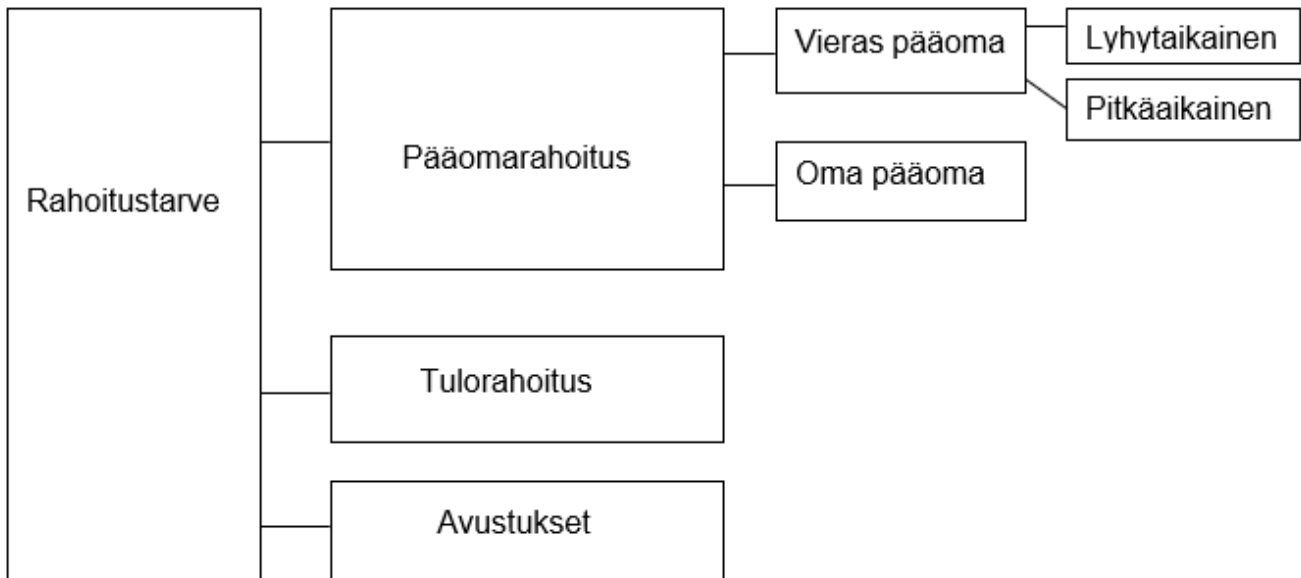 Rahoitustarve
Pääomarahoitus
Vieras pääoma
Lyhytaikainen
Pitkäaikainen
Oma pääoma
Tulorahoitus
Avustukset